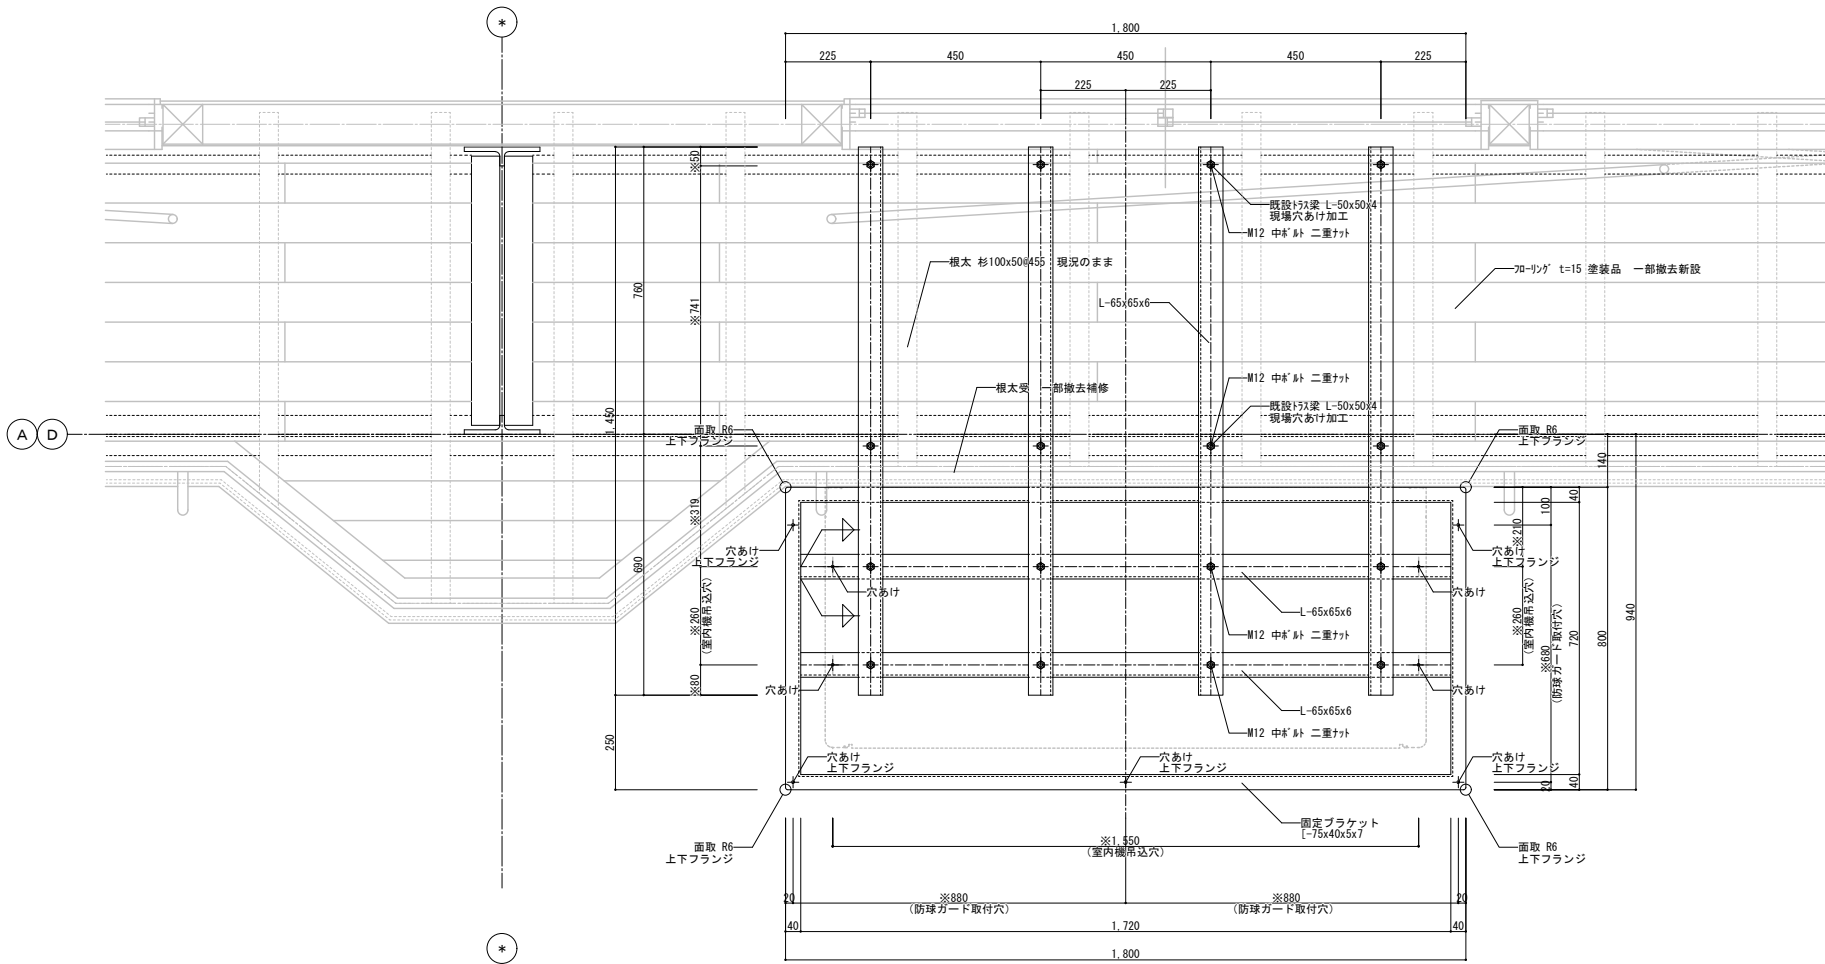 *
1,800
225
450
450
450
225
225
225
※50
既設トラス梁 L-50x50x4
現場穴あけ加工
M12 中ボルト 二重ナット
根太 杉100x50@455 現況のまま
フローリング t=15 塗装品 一部撤去新設
760
※741
L-65x65x6
M12 中ボルト 二重ナット
根太受 一部撤去補修
既設トラス梁 L-50x50x4
現場穴あけ加工
1,450
A
D
面取 R6
上下フランジ
面取 R6
上下フランジ
140
40
100
※319
※210
穴あけ
上下フランジ
穴あけ
上下フランジ
690
穴あけ
穴あけ
※260
(室内機吊込穴)
L-65x65x6
※260
(室内機吊込穴)
940
M12 中ボルト 二重ナット
800
720
※680
(防球ガード取付穴)
※80
穴あけ
穴あけ
L-65x65x6
M12 中ボルト 二重ナット
250
穴あけ
上下フランジ
穴あけ
上下フランジ
穴あけ
上下フランジ
20
40
固定ブラケット
[-75x40x5x7
面取 R6
上下フランジ
※1,550
(室内機吊込穴)
面取 R6
上下フランジ
20
※880
(防球ガード取付穴)
※880
(防球ガード取付穴)
20
40
1,720
40
*
1,800